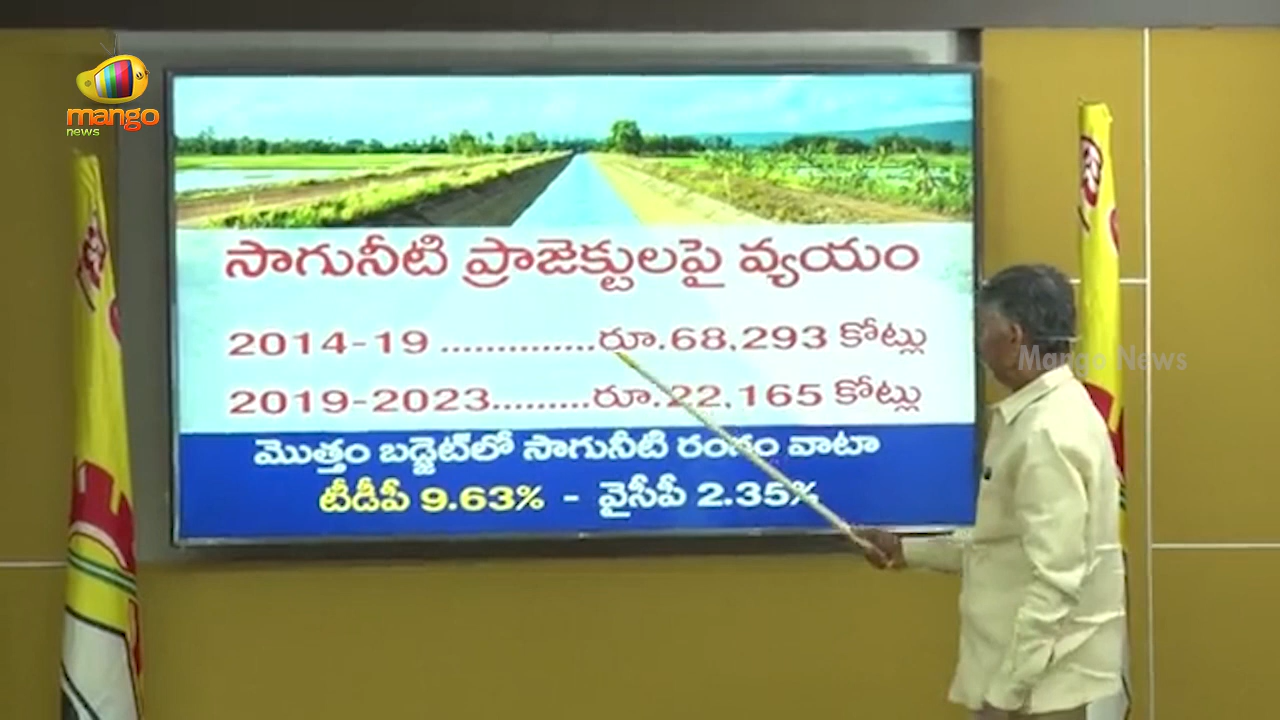 mango
news
సాగునీటి ప్రాజెక్టులపై వ్యయం
2014-19 ..............రూ.68,293 కోట్లు
2019-2023.........రూ.22,165 కోట్లు
మొత్తం బడ్జెట్‌లో సాగునీటి రంగం వాటా
టీడీపీ 9.63% - వైసీపీ 2.35%
Mango News